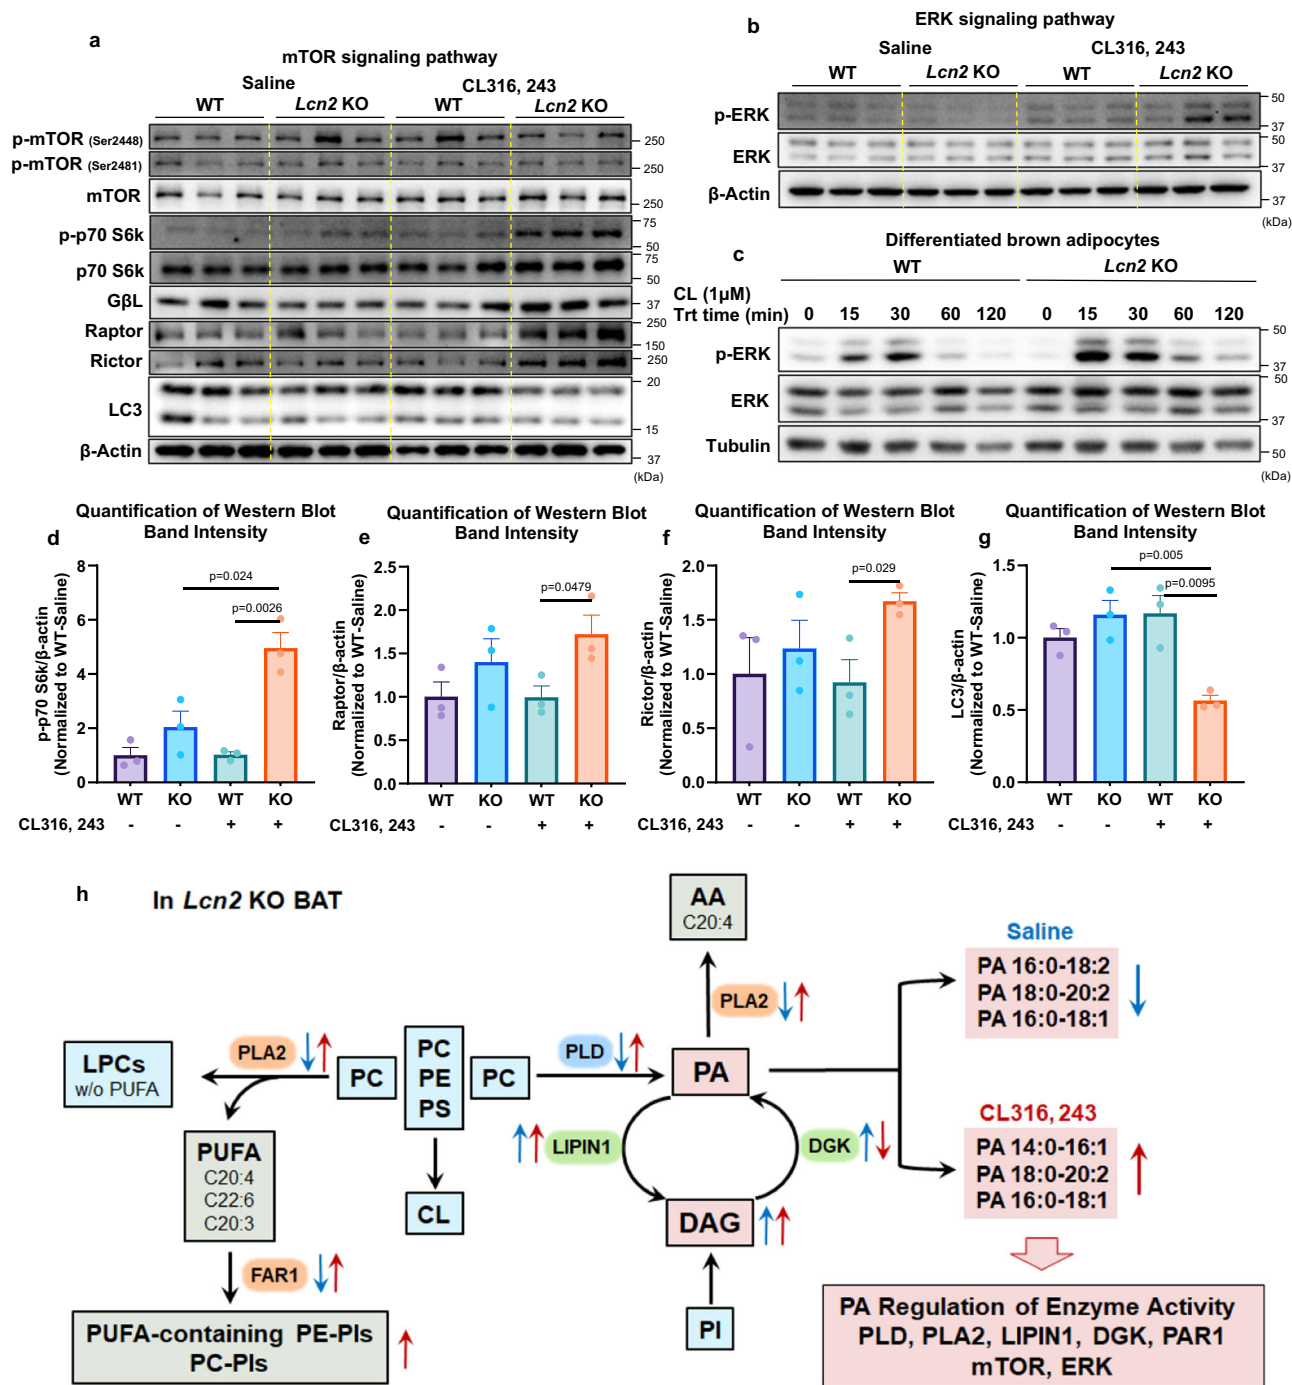 a
mTOR signaling pathway
Saline
CL316, 243
WT
Lcn2 KO
WT
Lcn2 KO
p-mTOR (Ser2448)
250
p-mTOR (Ser2481)
250
mTOR
250
p-p70 S6k
75
50
p70 S6k
75
50
GβL
37
Raptor
250
150
Rictor
250
LC3
20
15
β-Actin
37
(kDa)
b
ERK signaling pathway
Saline
CL316, 243
WT
Lcn2 KO
WT
Lcn2 KO
p-ERK
50
37
ERK
50
37
β-Actin
37
(kDa)
c
Differentiated brown adipocytes
WT
Lcn2 KO
CL (1μM)
Trt time (min) 0 15 30 60 120 0 15 30 60 120
p-ERK
50
37
ERK
50
37
Tubulin
50
(kDa)
d
Quantification of Western Blot
Band Intensity
p-p70 S6k/β-actin
(Normalized to WT-Saline)
8
6
4
2
0
p=0.024
p=0.0026
WT KO WT KO
CL316, 243 - - + +
e
Quantification of Western Blot
Band Intensity
Raptor/β-actin
(Normalized to WT-Saline)
2.5
2.0
1.5
1.0
0.5
0.0
p=0.0479
WT KO WT KO
CL316, 243 - - + +
f
Quantification of Western Blot
Band Intensity
Rictor/β-actin
(Normalized to WT-Saline)
2.0
1.5
1.0
0.5
0.0
p=0.029
WT KO WT KO
CL316, 243 - - + +
g
Quantification of Western Blot
Band Intensity
LC3/β-actin
(Normalized to WT-Saline)
1.5
1.0
0.5
0.0
p=0.005
p=0.0095
WT KO WT KO
CL316, 243 - - + +
h
In Lcn2 KO BAT
AA
C20:4
PLA2
LPCs
w/o PUFA
PLA2
PC
PC
PE
PS
PC
PLD
PA
PUFA
C20:4
C22:6
C20:3
CL
LIPIN1
DGK
DAG
PI
FAR1
PUFA-containing PE-Pls
PC-Pls
Saline
PA 16:0-18:2
PA 18:0-20:2
PA 16:0-18:1
CL316, 243
PA 14:0-16:1
PA 18:0-20:2
PA 16:0-18:1
PA Regulation of Enzyme Activity
PLD, PLA2, LIPIN1, DGK, PAR1
mTOR, ERK